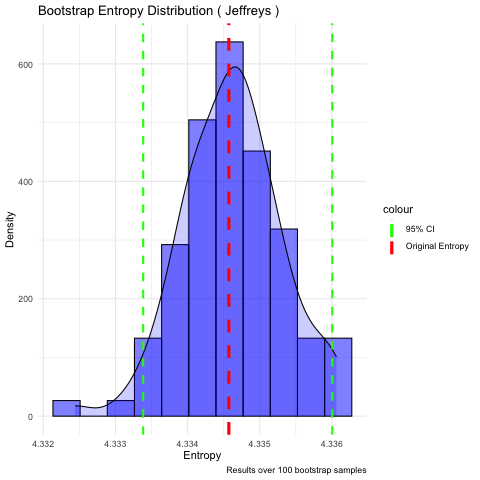 Bootstrap Entropy Distribution ( Jeffreys )
600
400
200
0
Density
4.332 4.333 4.334 4.335 4.336
Entropy
colour
95% CI
Original Entropy
Results over 100 bootstrap samples